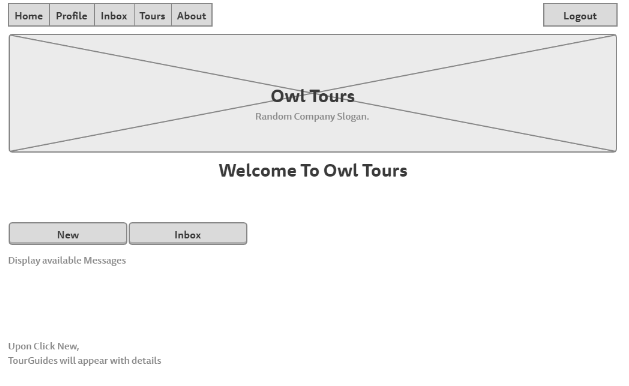 Home Profile Inbox Tours About Logout
Owl Tours
Random Company Slogan.
Welcome To Owl Tours
New Inbox
Display available Messages
Upon Click New,
TourGuides will appear with details